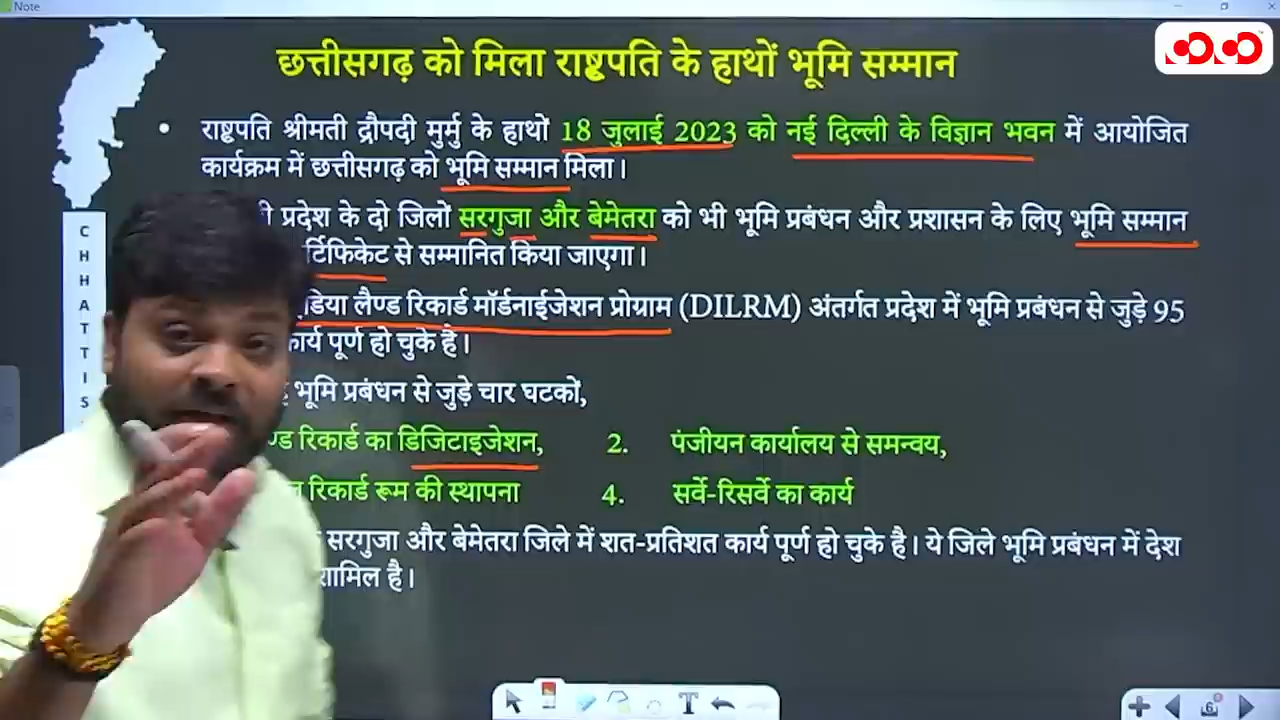 Note
छत्तीसगढ़ को मिला राष्ट्रपति के हाथों भूमि सम्मान
• राष्ट्रपति श्रीमती द्रौपदी मुर्मु के हाथों 18 जुलाई 2023 को नई दिल्ली के विज्ञान भवन में आयोजित
कार्यक्रम में छत्तीसगढ़ को भूमि सम्मान मिला।
प्रदेश के दो जिलों सरगुजा और बेमेतरा को भी भूमि प्रबंधन और प्रशासन के लिए भूमि सम्मान
र्टिफिकेट से सम्मानित किया जाएगा।
डिया लैण्ड रिकार्ड मॉर्डनाईजेशन प्रोग्राम (DILRM) अंतर्गत प्रदेश में भूमि प्रबंधन से जुड़े 95
कार्य पूर्ण हो चुके है।
भूमि प्रबंधन से जुड़े चार घटकों,
ण्ड रिकार्ड का डिजिटाइजेशन, 2. पंजीयन कार्यालय से समन्वय,
रिकार्ड रूम की स्थापना 4. सर्वे-रिसर्वे का कार्य
सरगुजा और बेमेतरा जिले में शत-प्रतिशत कार्य पूर्ण हो चुके है। ये जिले भूमि प्रबंधन में देश
शामिल है।
CHHATTIS